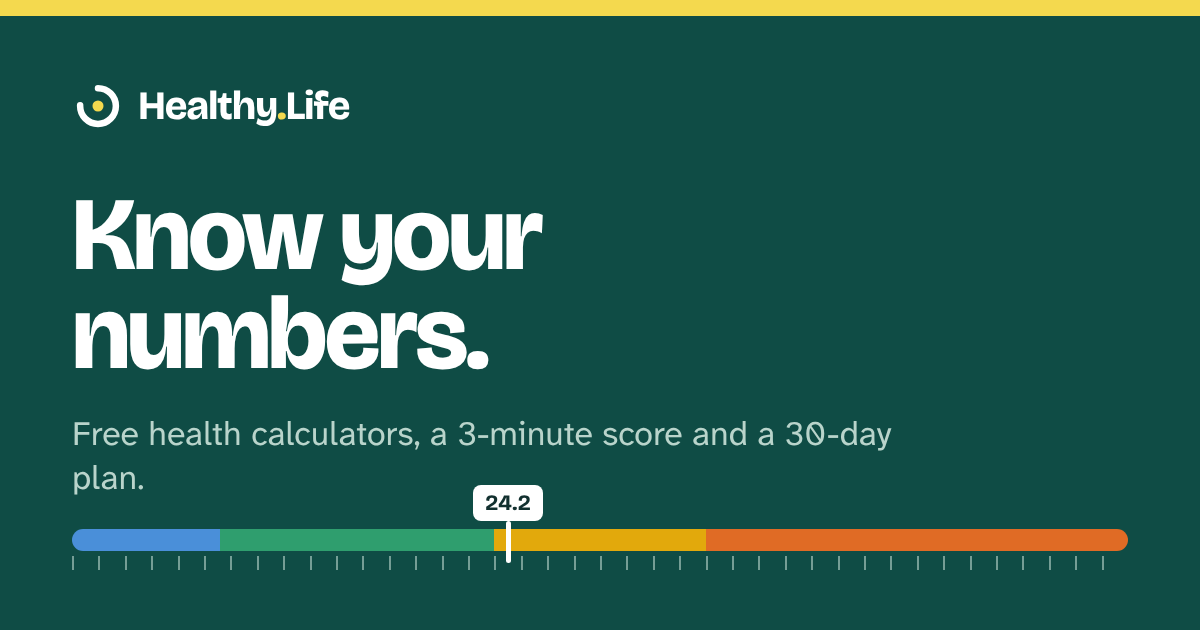 Healthy.Life
Know your
numbers.
Free health calculators, a 3-minute score and a 30-day
plan.
24.2